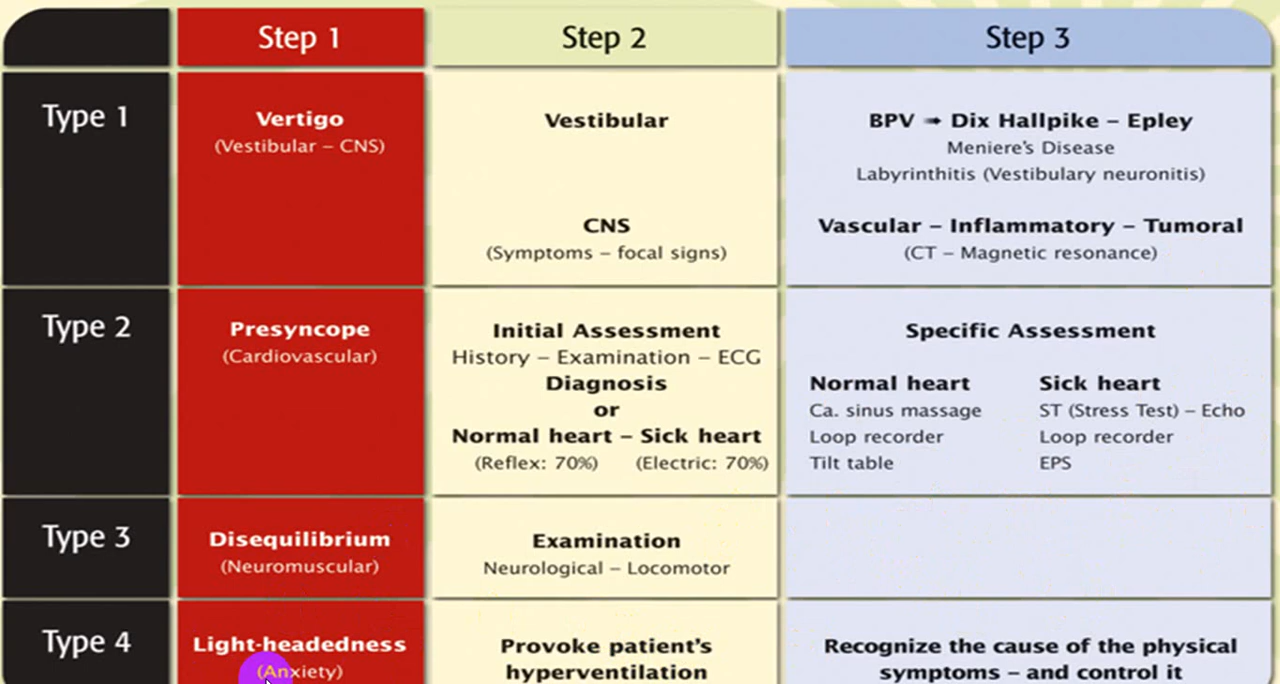 Step 1
Step 2
Step 3
Type 1
Vertigo
(Vestibular – CNS)
Vestibular
CNS
(Symptoms – focal signs)
BPV ➡ Dix Hallpike – Epley
Meniere's Disease
Labyrinthitis (Vestibulary neuronitis)
Vascular – Inflammatory – Tumoral
(CT – Magnetic resonance)
Type 2
Presyncope
(Cardiovascular)
Initial Assessment
History – Examination – ECG
Diagnosis
or
Normal heart – Sick heart
(Reflex: 70%) (Electric: 70%)
Specific Assessment
Normal heart
Ca. sinus massage
Loop recorder
Tilt table
Sick heart
ST (Stress Test) – Echo
Loop recorder
EPS
Type 3
Disequilibrium
(Neuromuscular)
Examination
Neurological – Locomotor
Type 4
Light-headedness
(Anxiety)
Provoke patient's
hyperventilation
Recognize the cause of the physical
symptoms – and control it